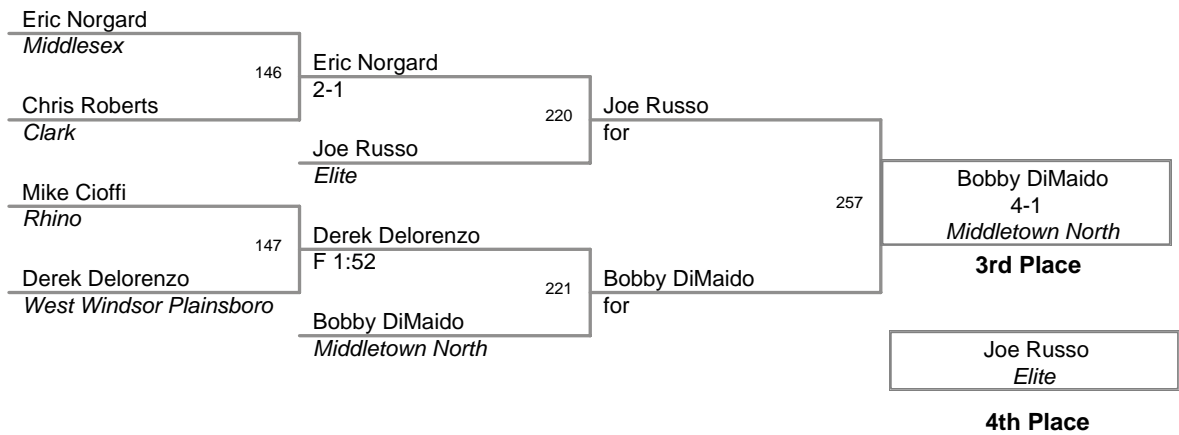 Eric Norgard
Middlesex
146
Eric Norgard
2-1
Chris Roberts
Clark
220
Joe Russo
for
Joe Russo
Elite
Mike Cioffi
Rhino
257
Bobby DiMaido
4-1
Middletown North
3rd Place
147
Derek Delorenzo
F 1:52
Derek Delorenzo
West Windsor Plainsboro
221
Bobby DiMaido
for
Bobby DiMaido
Middletown North
Joe Russo
Elite
4th Place